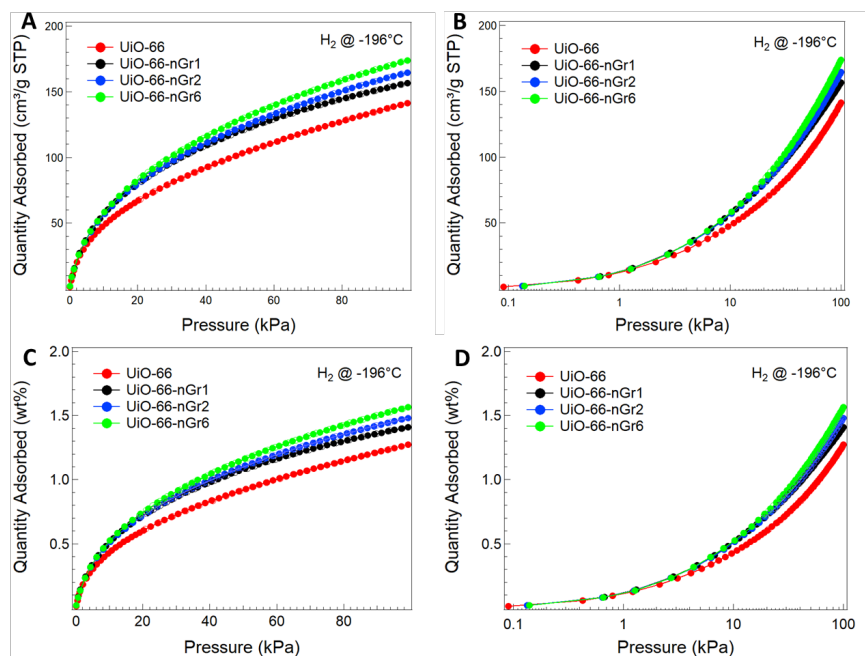 A
H₂ @ -196°C
UiO-66
UiO-66-nGr1
UiO-66-nGr2
UiO-66-nGr6
Quantity Adsorbed (cm³/g STP)
200
150
100
50
0
20
40
60
80
Pressure (kPa)
B
H₂ @ -196°C
UiO-66
UiO-66-nGr1
UiO-66-nGr2
UiO-66-nGr6
Quantity Adsorbed (cm³/g STP)
200
150
100
50
0.1
1
10
100
Pressure (kPa)
C
H₂ @ -196°C
UiO-66
UiO-66-nGr1
UiO-66-nGr2
UiO-66-nGr6
Quantity Adsorbed (wt%)
2.0
1.5
1.0
0.5
0
20
40
60
80
Pressure (kPa)
D
H₂ @ -196°C
UiO-66
UiO-66-nGr1
UiO-66-nGr2
UiO-66-nGr6
Quantity Adsorbed (wt%)
2.0
1.5
1.0
0.5
0.1
1
10
100
Pressure (kPa)